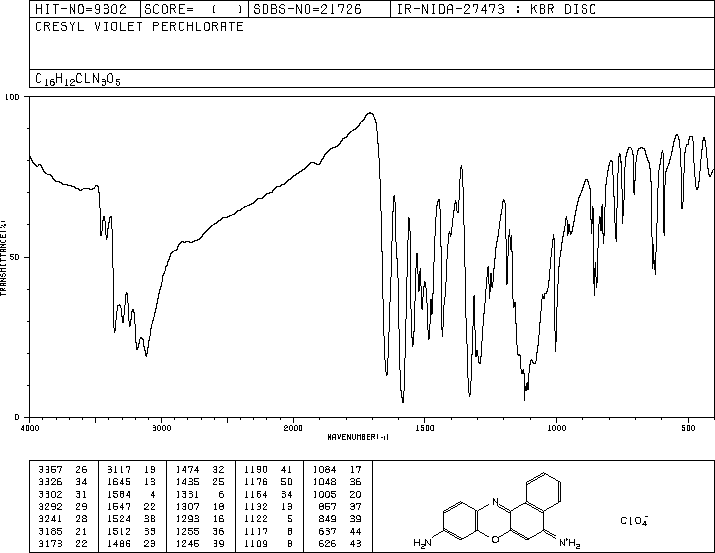 HIT-NO=9302 SCORE= ( ) SDBS-NO=21726 IR-NIDA-27473 : KBR DISC
CRESYL VIOLET PERCHLORATE
C16H12CLN3O5
100
50
0
TRANSMITTANCE(%)
4000 3000 2000 1500 1000 500
WAVENUMBER(-1)
3367 26 3117 19 1474 32 1190 41 1084 17
3326 34 1645 13 1435 25 1176 50 1048 36
3302 31 1584 4 1331 6 1164 34 1005 20
3292 29 1547 22 1307 18 1132 13 857 37
3241 28 1524 38 1293 16 1122 5 849 39
3185 21 1512 33 1255 36 1117 8 637 44
3173 22 1486 23 1245 39 1109 8 626 43
N
O
H2N
N+H2
ClO4-